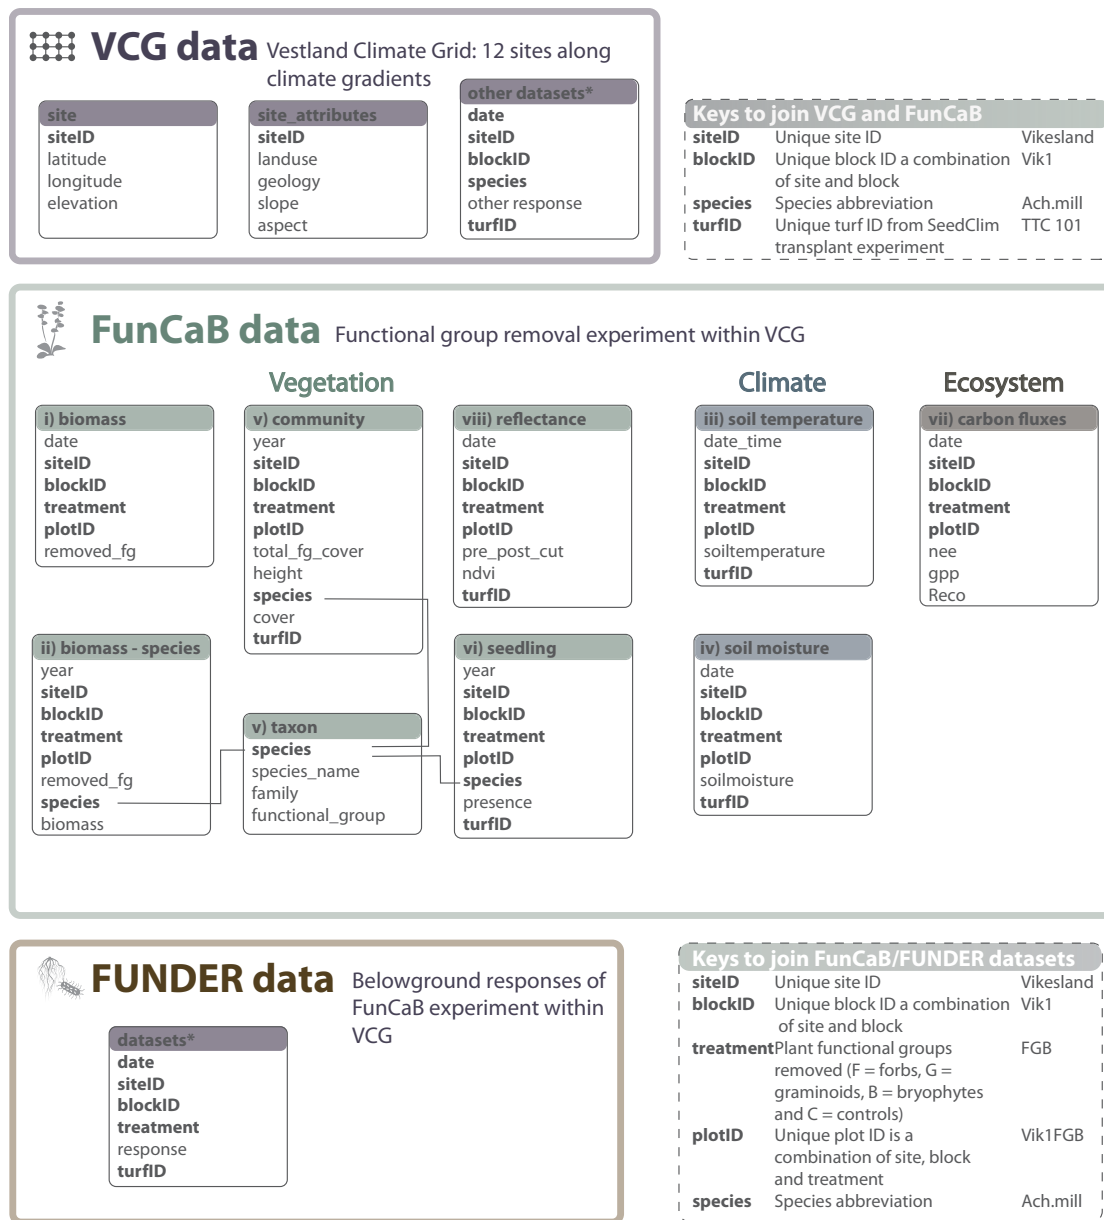 VCG data Vestland Climate Grid: 12 sites along
climate gradients
site
siteID
latitude
longitude
elevation
site_attributes
siteID
landuse
geology
slope
aspect
other datasets*
date
siteID
blockID
species
other response
turfID
Keys to join VCG and FunCaB
siteID Unique site ID Vikesland
blockID Unique block ID a combination Vik1
of site and block
species Species abbreviation Ach.mill
turfID Unique turf ID from SeedClim TTC 101
transplant experiment
FunCaB data Functional group removal experiment within VCG
Vegetation
Climate
Ecosystem
i) biomass
date
siteID
blockID
treatment
plotID
removed_fg
v) community
year
siteID
blockID
treatment
plotID
total_fg_cover
height
species
cover
turfID
viii) reflectance
date
siteID
blockID
treatment
plotID
pre_post_cut
ndvi
turfID
iii) soil temperature
date_time
siteID
blockID
treatment
plotID
soiltemperature
turfID
vii) carbon fluxes
date
siteID
blockID
treatment
plotID
nee
gpp
Reco
ii) biomass - species
year
siteID
blockID
treatment
plotID
removed_fg
species
biomass
v) taxon
species
species_name
family
functional_group
vi) seedling
year
siteID
blockID
treatment
plotID
species
presence
turfID
iv) soil moisture
date
siteID
blockID
treatment
plotID
soilmoisture
turfID
FUNDER data Belowground responses of
FunCaB experiment within
VCG
datasets*
date
siteID
blockID
treatment
response
turfID
Keys to join FunCaB/FUNDER datasets
siteID Unique site ID Vikesland
blockID Unique block ID a combination Vik1
of site and block
treatment Plant functional groups FGB
removed (F = forbs, G =
graminoids, B = bryophytes
and C = controls)
plotID Unique plot ID is a Vik1FGB
combination of site, block
and treatment
species Species abbreviation Ach.mill